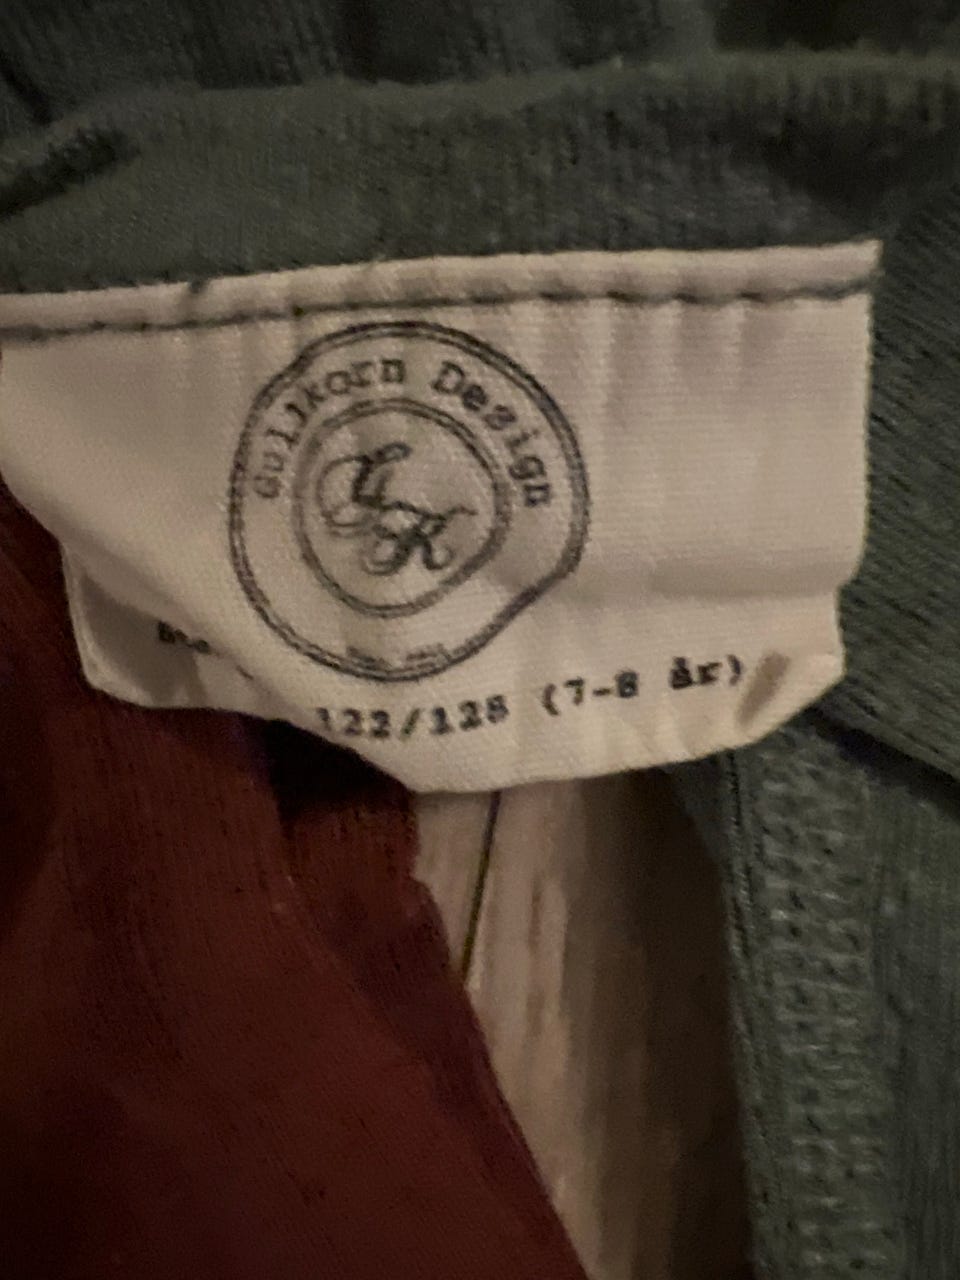 Gullkorn Design
GK
122/128 (7-8 år)